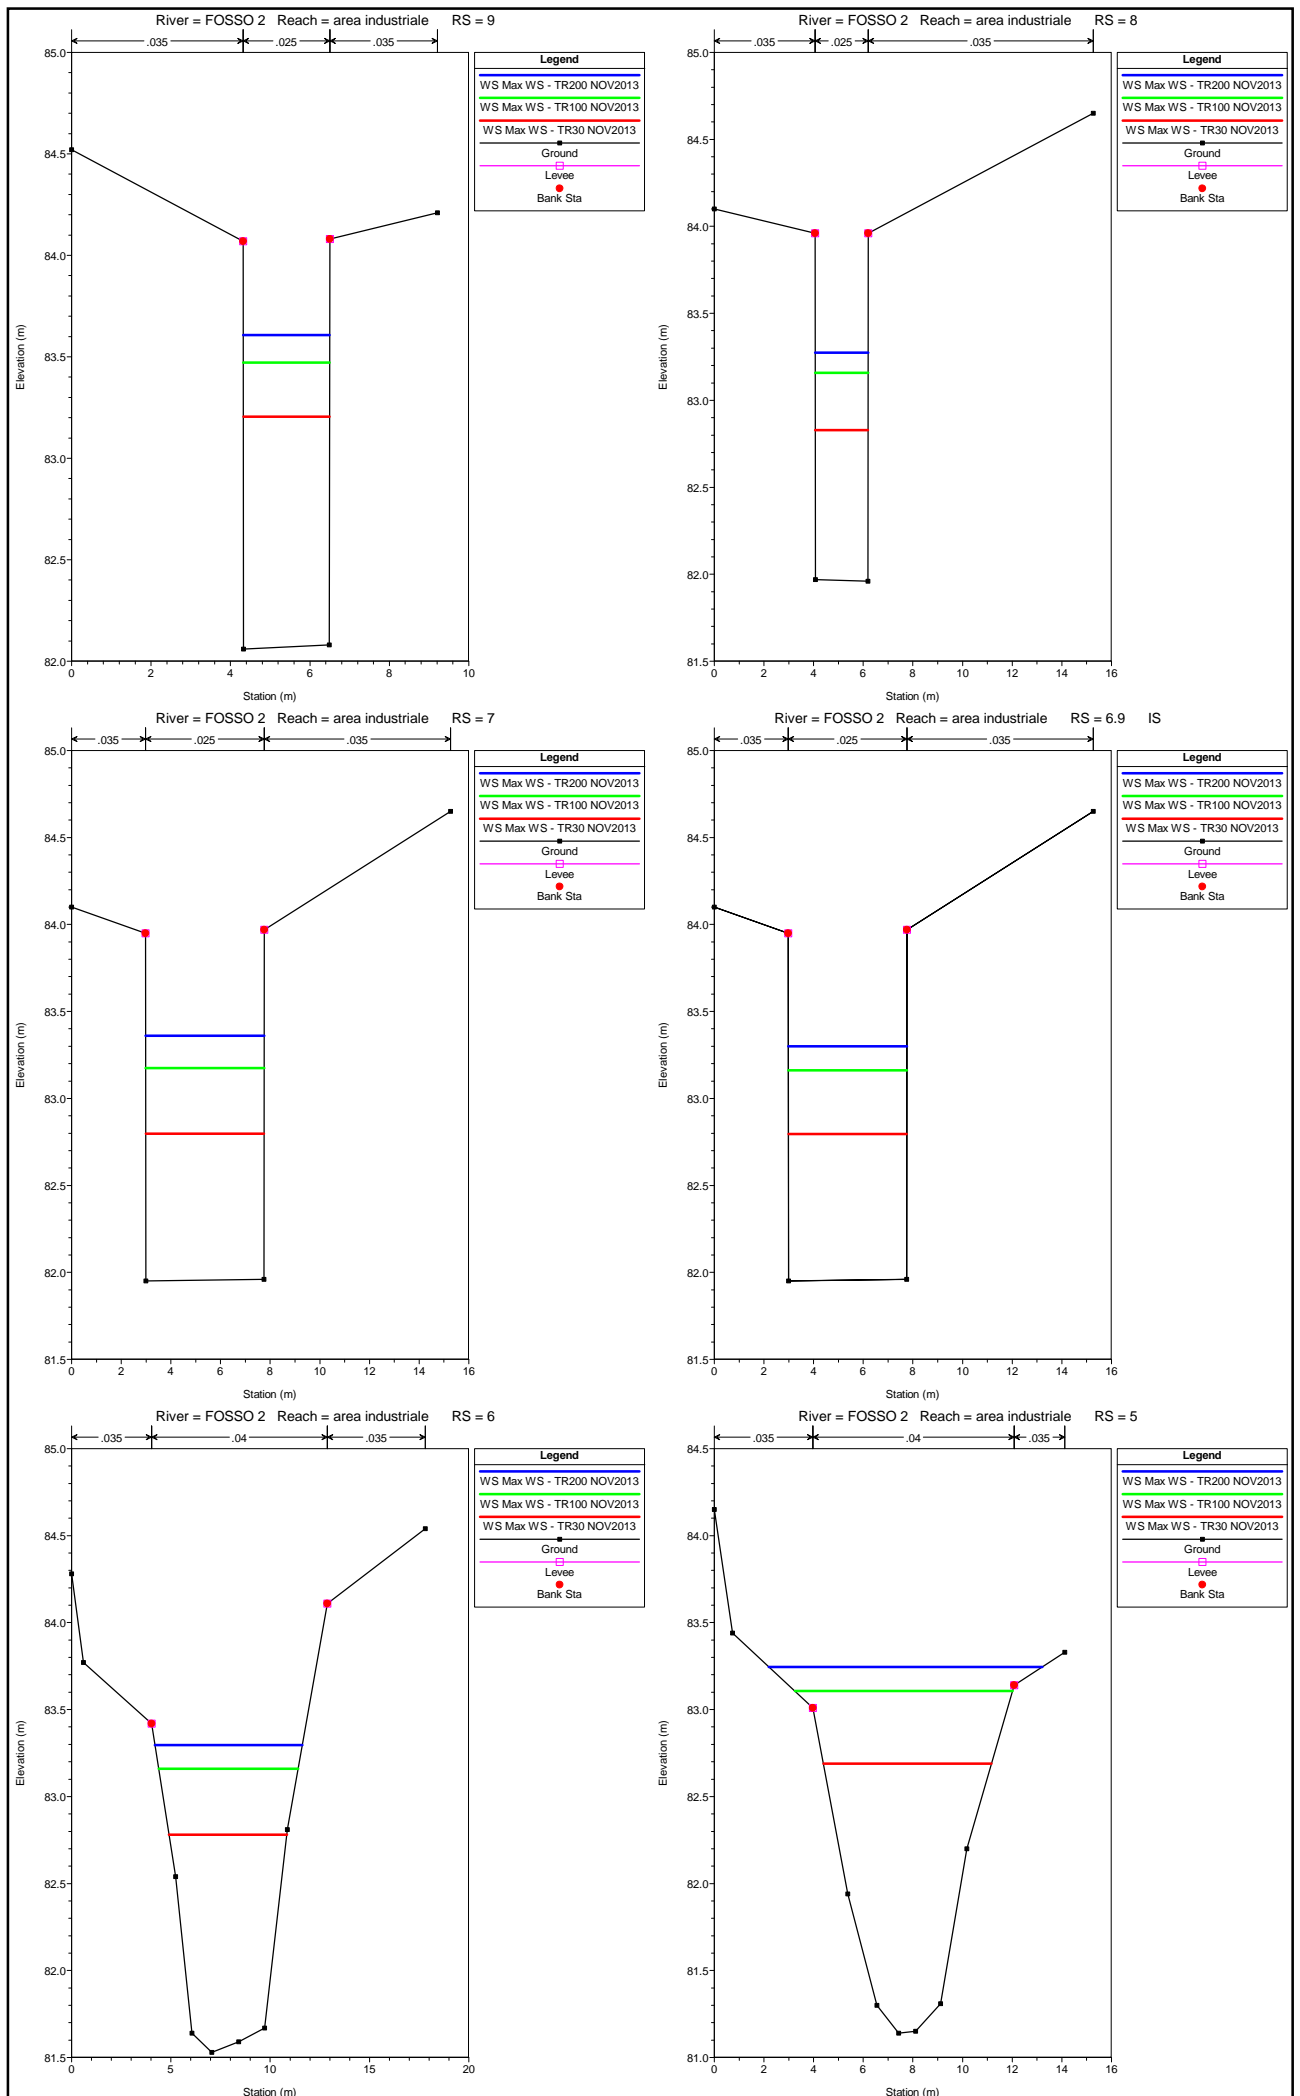 River = FOSSO 2 Reach = area industriale RS = 9
.035 .025 .035
85.0
84.5
84.0
83.5
83.0
82.5
82.0
Elevation (m)
0 2 4 6 8 10
Station (m)
Legend
WS Max WS - TR200 NOV2013
WS Max WS - TR100 NOV2013
WS Max WS - TR30 NOV2013
Ground
Levee
Bank Sta
River = FOSSO 2 Reach = area industriale RS = 8
.035 .025 .035
85.0
84.5
84.0
83.5
83.0
82.5
82.0
81.5
Elevation (m)
0 2 4 6 8 10 12 14 16
Station (m)
Legend
WS Max WS - TR200 NOV2013
WS Max WS - TR100 NOV2013
WS Max WS - TR30 NOV2013
Ground
Levee
Bank Sta
River = FOSSO 2 Reach = area industriale RS = 7
.035 .025 .035
85.0
84.5
84.0
83.5
83.0
82.5
82.0
81.5
Elevation (m)
0 2 4 6 8 10 12 14 16
Station (m)
Legend
WS Max WS - TR200 NOV2013
WS Max WS - TR100 NOV2013
WS Max WS - TR30 NOV2013
Ground
Levee
Bank Sta
River = FOSSO 2 Reach = area industriale RS = 6.9 IS
.035 .025 .035
85.0
84.5
84.0
83.5
83.0
82.5
82.0
81.5
Elevation (m)
0 2 4 6 8 10 12 14 16
Station (m)
Legend
WS Max WS - TR200 NOV2013
WS Max WS - TR100 NOV2013
WS Max WS - TR30 NOV2013
Ground
Levee
Bank Sta
River = FOSSO 2 Reach = area industriale RS = 6
.035 .04 .035
85.0
84.5
84.0
83.5
83.0
82.5
82.0
81.5
Elevation (m)
0 5 10 15 20
Station (m)
Legend
WS Max WS - TR200 NOV2013
WS Max WS - TR100 NOV2013
WS Max WS - TR30 NOV2013
Ground
Levee
Bank Sta
River = FOSSO 2 Reach = area industriale RS = 5
.035 .04 .035
84.5
84.0
83.5
83.0
82.5
82.0
81.5
81.0
Elevation (m)
0 2 4 6 8 10 12 14 16
Station (m)
Legend
WS Max WS - TR200 NOV2013
WS Max WS - TR100 NOV2013
WS Max WS - TR30 NOV2013
Ground
Levee
Bank Sta